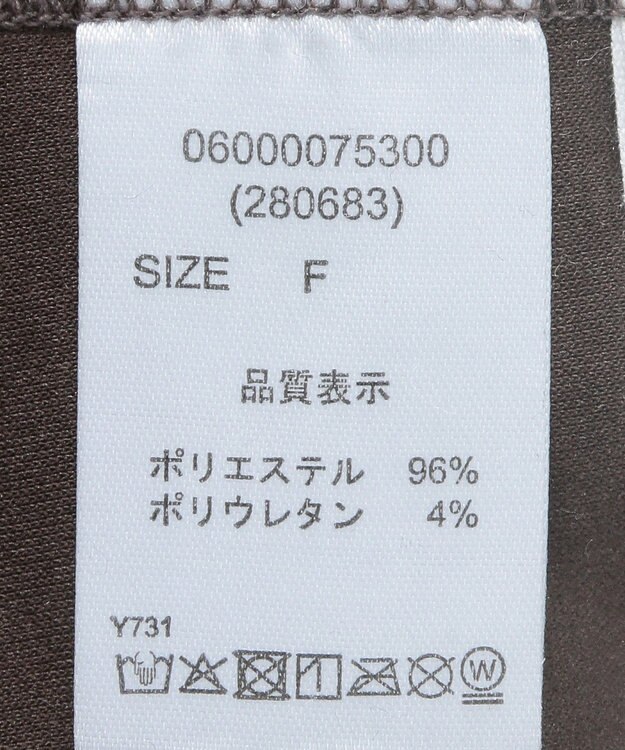 06000075300
(280683)
SIZE F
品質表示
ポリエステル 96%
ポリウレタン 4%
Y731
W